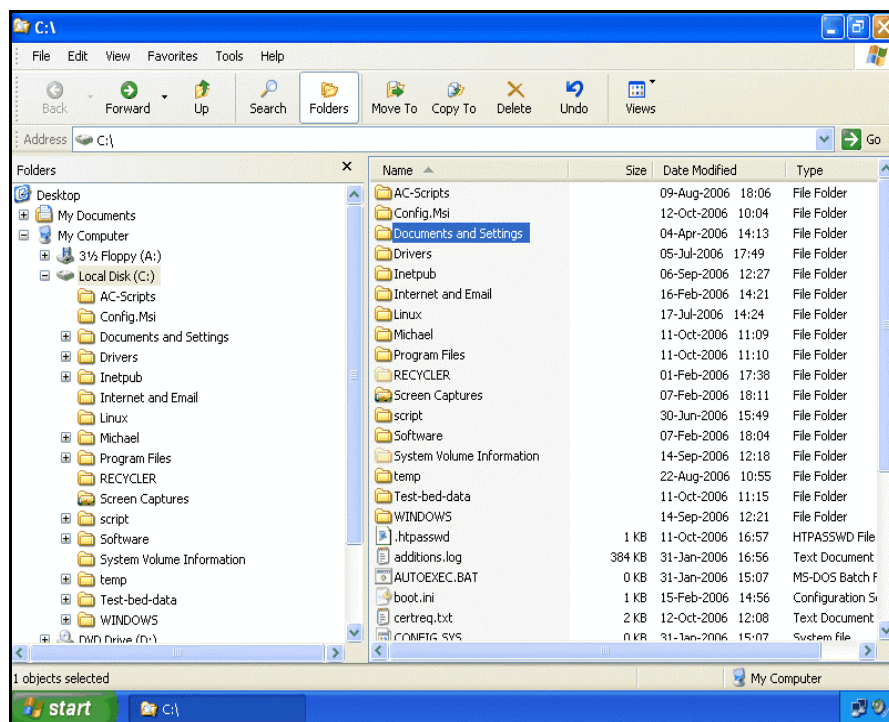 C:\
File Edit View Favorites Tools Help
Back Forward Up Search Folders Move To Copy To Delete Undo Views
Address C:\ Go
Folders X
Desktop
My Documents
My Computer
3½ Floppy (A:)
Local Disk (C:)
AC-Scripts
Config.Msi
Documents and Settings
Drivers
Inetpub
Internet and Email
Linux
Michael
Program Files
RECYCLER
Screen Captures
script
Software
System Volume Information
temp
Test-bed-data
WINDOWS
DVD Drive (D:)
Name Size Date Modified Type
AC-Scripts 09-Aug-2006 18:06 File Folder
Config.Msi 12-Oct-2006 10:04 File Folder
Documents and Settings 04-Apr-2006 14:13 File Folder
Drivers 05-Jul-2006 17:49 File Folder
Inetpub 06-Sep-2006 12:27 File Folder
Internet and Email 16-Feb-2006 14:21 File Folder
Linux 17-Jul-2006 14:24 File Folder
Michael 11-Oct-2006 11:09 File Folder
Program Files 11-Oct-2006 11:10 File Folder
RECYCLER 01-Feb-2006 17:38 File Folder
Screen Captures 07-Feb-2006 18:11 File Folder
script 30-Jun-2006 15:49 File Folder
Software 07-Feb-2006 18:04 File Folder
System Volume Information 14-Sep-2006 12:18 File Folder
temp 22-Aug-2006 10:55 File Folder
Test-bed-data 11-Oct-2006 11:15 File Folder
WINDOWS 14-Sep-2006 12:21 File Folder
.htpasswd 1 KB 11-Oct-2006 16:57 HTPASSWD File
additions.log 384 KB 31-Jan-2006 16:56 Text Document
AUTOEXEC.BAT 0 KB 31-Jan-2006 15:07 MS-DOS Batch F
boot.ini 1 KB 15-Feb-2006 14:56 Configuration S
certreq.txt 2 KB 12-Oct-2006 12:08 Text Document
CONFIG.SYS 0 KB 31-Jan-2006 15:07 System file
1 objects selected My Computer
start C:\